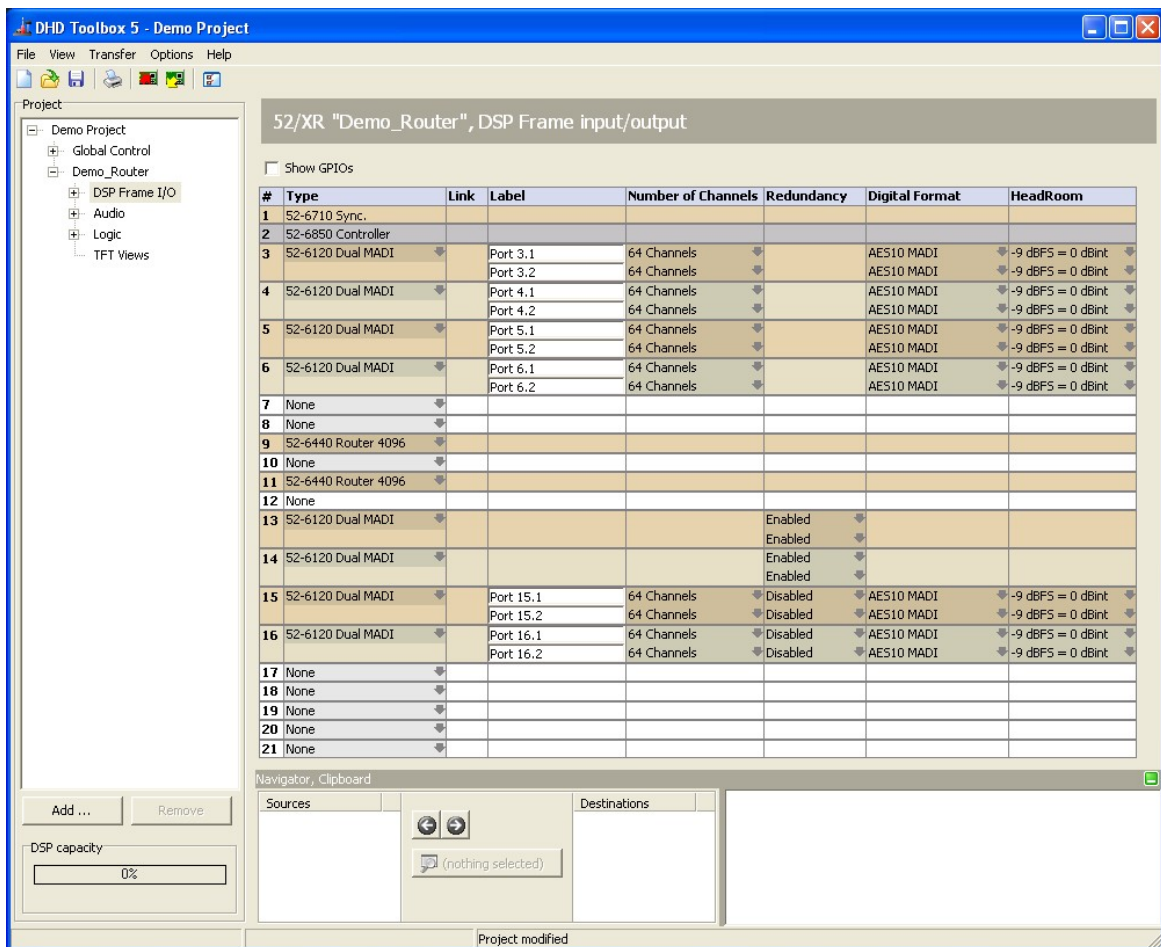 DHD Toolbox 5 - Demo Project
File View Transfer Options Help
Project
Demo Project
Global Control
Demo_Router
DSP Frame I/O
Audio
Logic
TFT Views
Add ...
Remove
DSP capacity
0%
52/XR "Demo_Router", DSP Frame input/output
Show GPIOs
# Type Link Label Number of Channels Redundancy Digital Format HeadRoom
1 52-6710 Sync.
2 52-6850 Controller
3 52-6120 Dual MADI Port 3.1 64 Channels AES10 MADI -9 dBFS = 0 dBint
Port 3.2 64 Channels AES10 MADI -9 dBFS = 0 dBint
4 52-6120 Dual MADI Port 4.1 64 Channels AES10 MADI -9 dBFS = 0 dBint
Port 4.2 64 Channels AES10 MADI -9 dBFS = 0 dBint
5 52-6120 Dual MADI Port 5.1 64 Channels AES10 MADI -9 dBFS = 0 dBint
Port 5.2 64 Channels AES10 MADI -9 dBFS = 0 dBint
6 52-6120 Dual MADI Port 6.1 64 Channels AES10 MADI -9 dBFS = 0 dBint
Port 6.2 64 Channels AES10 MADI -9 dBFS = 0 dBint
7 None
8 None
9 52-6440 Router 4096
10 None
11 52-6440 Router 4096
12 None
13 52-6120 Dual MADI Enabled
Enabled
14 52-6120 Dual MADI Enabled
Enabled
15 52-6120 Dual MADI Port 15.1 64 Channels Disabled AES10 MADI -9 dBFS = 0 dBint
Port 15.2 64 Channels Disabled AES10 MADI -9 dBFS = 0 dBint
16 52-6120 Dual MADI Port 16.1 64 Channels Disabled AES10 MADI -9 dBFS = 0 dBint
Port 16.2 64 Channels Disabled AES10 MADI -9 dBFS = 0 dBint
17 None
18 None
19 None
20 None
21 None
Navigator, Clipboard
Sources
(nothing selected)
Destinations
Project modified